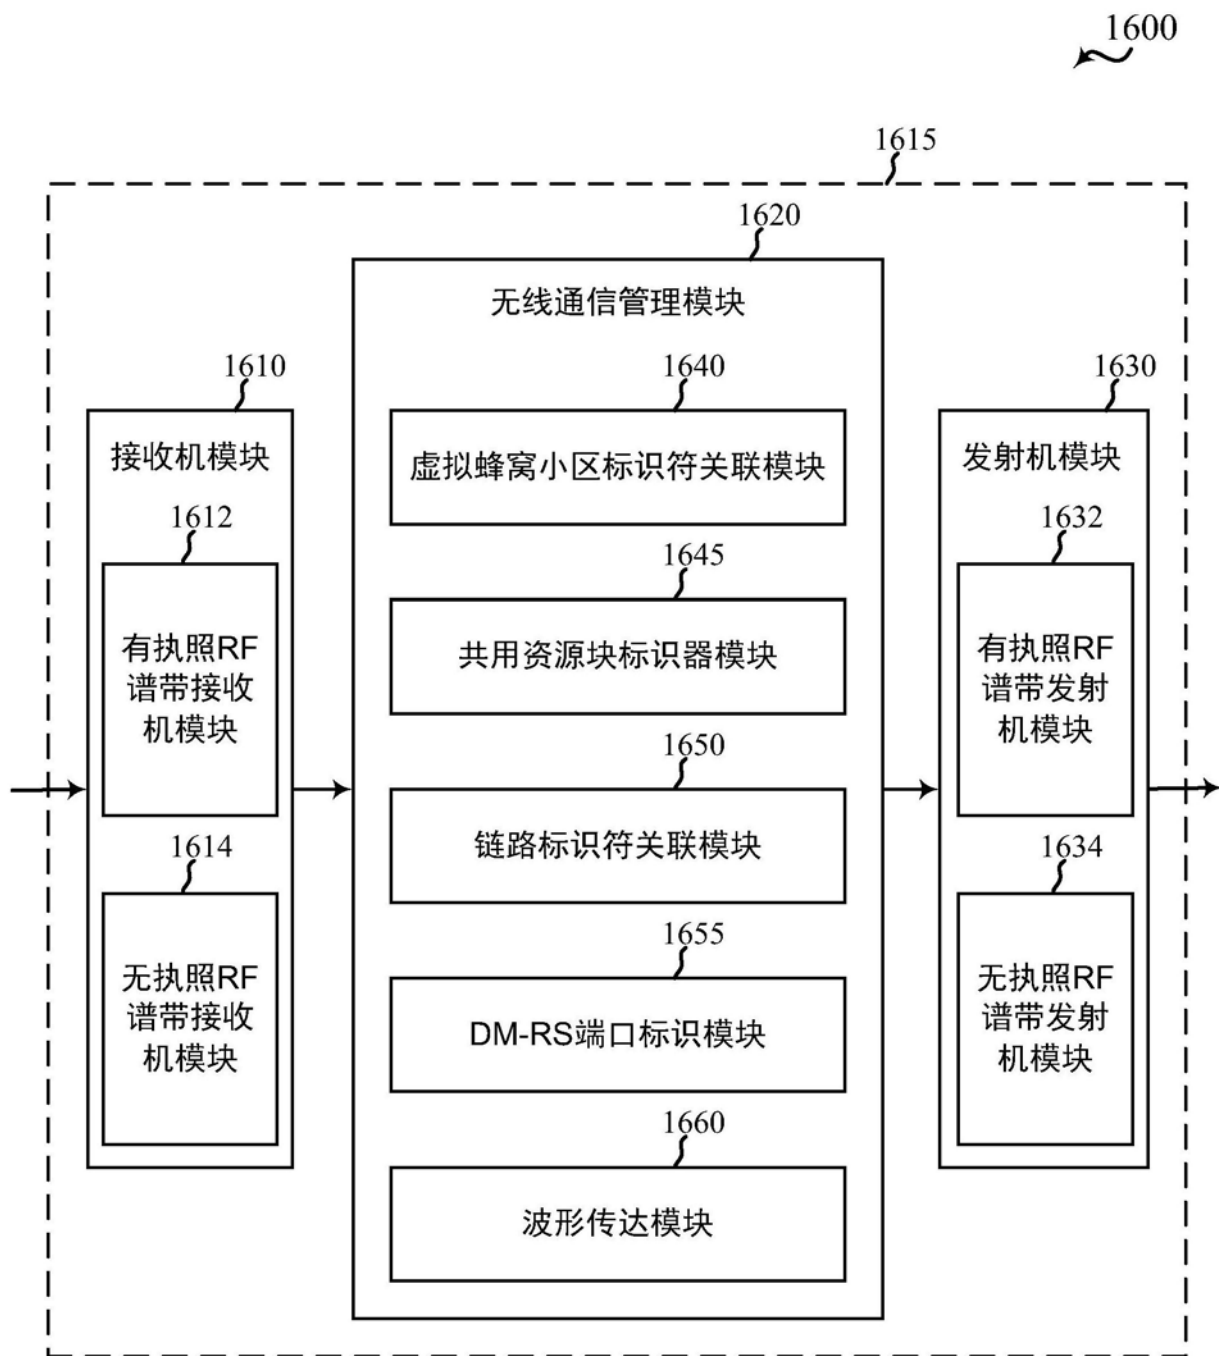 1600
1615
1620
无线通信管理模块
1610
接收机模块
1612
有执照RF
谱带接收
机模块
1614
无执照RF
谱带接收
机模块
1640
虚拟蜂窝小区标识符关联模块
1645
共用资源块标识器模块
1650
链路标识符关联模块
1655
DM-RS端口标识模块
1660
波形传达模块
1630
发射机模块
1632
有执照RF
谱带发射
机模块
1634
无执照RF
谱带发射
机模块